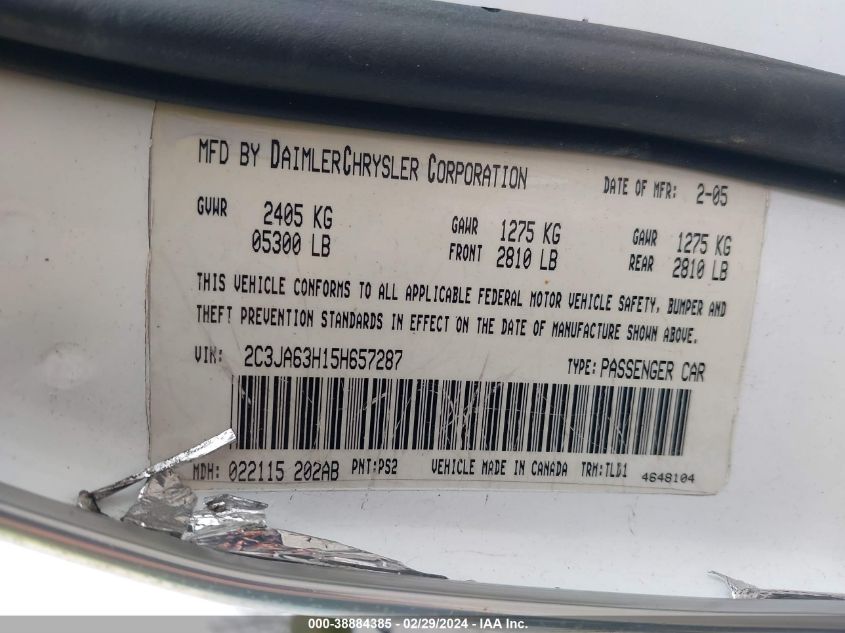 MFD BY DAIMLERCHRYSLER CORPORATION DATE OF MFR: 2-05
GVWR 2405 KG GAWR 1275 KG GAWR 1275 KG
05300 LB FRONT 2810 LB REAR 2810 LB
THIS VEHICLE CONFORMS TO ALL APPLICABLE FEDERAL MOTOR VEHICLE SAFETY, BUMPER AND
THEFT PREVENTION STANDARDS IN EFFECT ON THE DATE OF MANUFACTURE SHOWN ABOVE.
VIN: 2C3JA63H15H657287 TYPE: PASSENGER CAR
MDH: 022115 202AB PNT:PS2 VEHICLE MADE IN CANADA TRM:TLD1 4648104
000-38884385 - 02/29/2024 - IAA Inc.